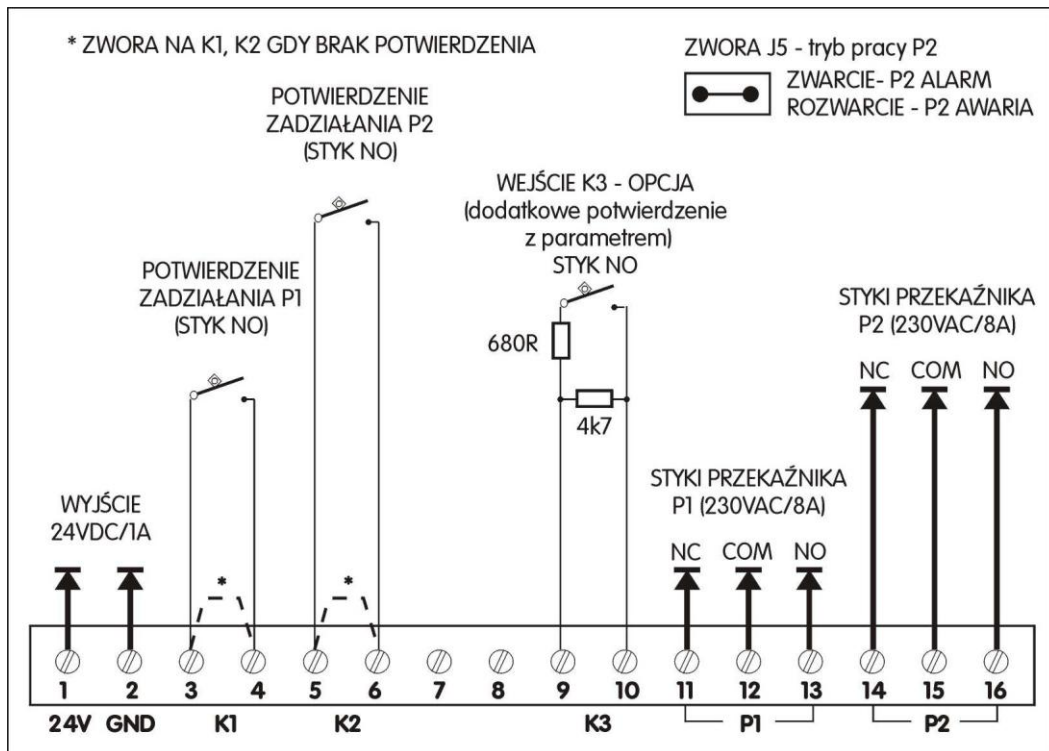 * ZWORA NA K1, K2 GDY BRAK POTWIERDZENIA
ZWORA J5 - tryb pracy P2
ZWARCIE- P2 ALARM
ROZWARCIE - P2 AWARIA
POTWIERDZENIE
ZADZIAŁANIA P2
(STYK NO)
WEJŚCIE K3 - OPCJA
(dodatkowe potwierdzenie
z parametrem)
STYK NO
POTWIERDZENIE
ZADZIAŁANIA P1
(STYK NO)
STYKI PRZEKAŹNIKA
P2 (230VAC/8A)
680R
NC COM NO
4k7
STYKI PRZEKAŹNIKA
P1 (230VAC/8A)
WYJŚCIE
24VDC/1A
NC COM NO
* *
1 2 3 4 5 6 7 8 9 10 11 12 13 14 15 16
24V GND K1 K2 K3 P1 P2